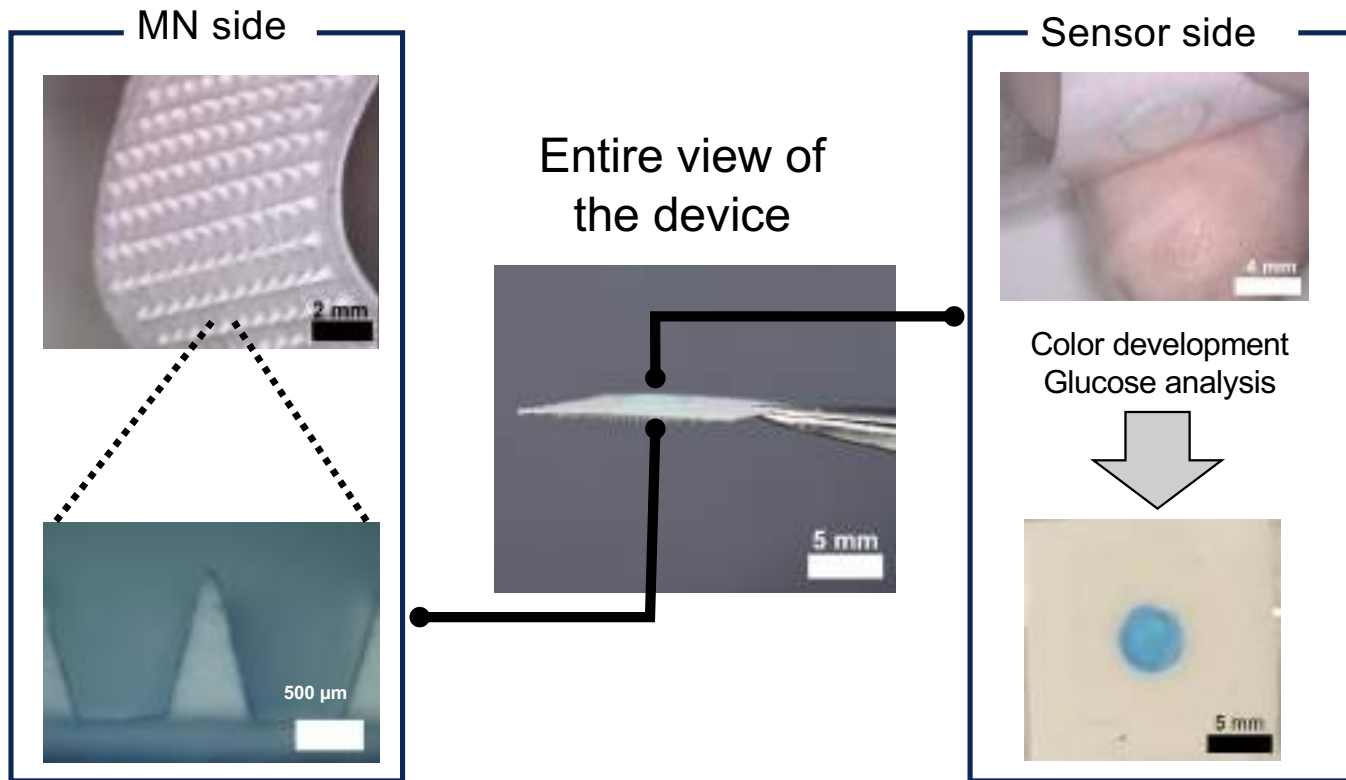 MN side
2 mm
500 µm
Entire view of
the device
5 mm
Sensor side
4 mm
Color development
Glucose analysis
5 mm